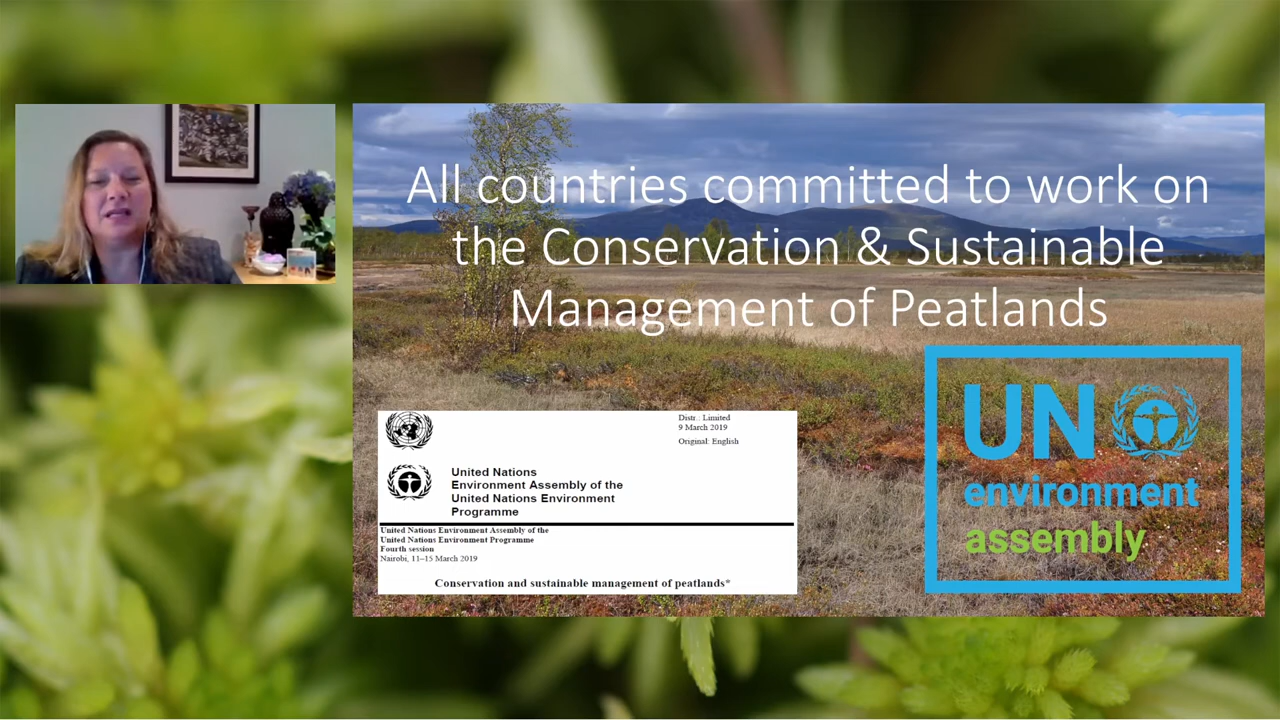 All countries committed to work on
the Conservation & Sustainable
Management of Peatlands
Distr.: Limited
9 March 2019
Original: English
United Nations
Environment Assembly of the
United Nations Environment
Programme
United Nations Environment Assembly of the
United Nations Environment Programme
Fourth session
Nairobi, 11–15 March 2019
Conservation and sustainable management of peatlands*
UN
environment
assembly